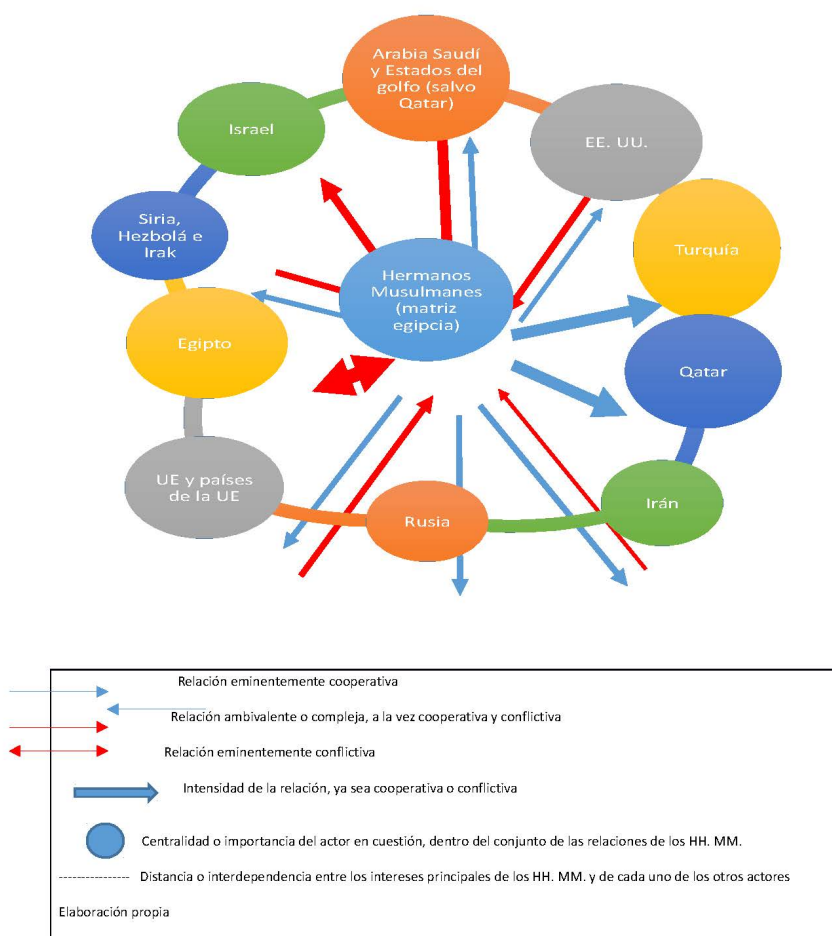 Arabia Saudí
y Estados del
golfo (salvo
Qatar)
Israel
EE. UU.
Siria,
Hezbolá e
Irak
Turquía
Hermanos
Musulmanes
(matriz
egipcia)
Egipto
Qatar
UE y países
de la UE
Rusia
Irán
Relación eminentemente cooperativa
Relación ambivalente o compleja, a la vez cooperativa y conflictiva
Relación eminentemente conflictiva
Intensidad de la relación, ya sea cooperativa o conflictiva
Centralidad o importancia del actor en cuestión, dentro del conjunto de las relaciones de los HH. MM.
Distancia o interdependencia entre los intereses principales de los HH. MM. y de cada uno de los otros actores
Elaboración propia